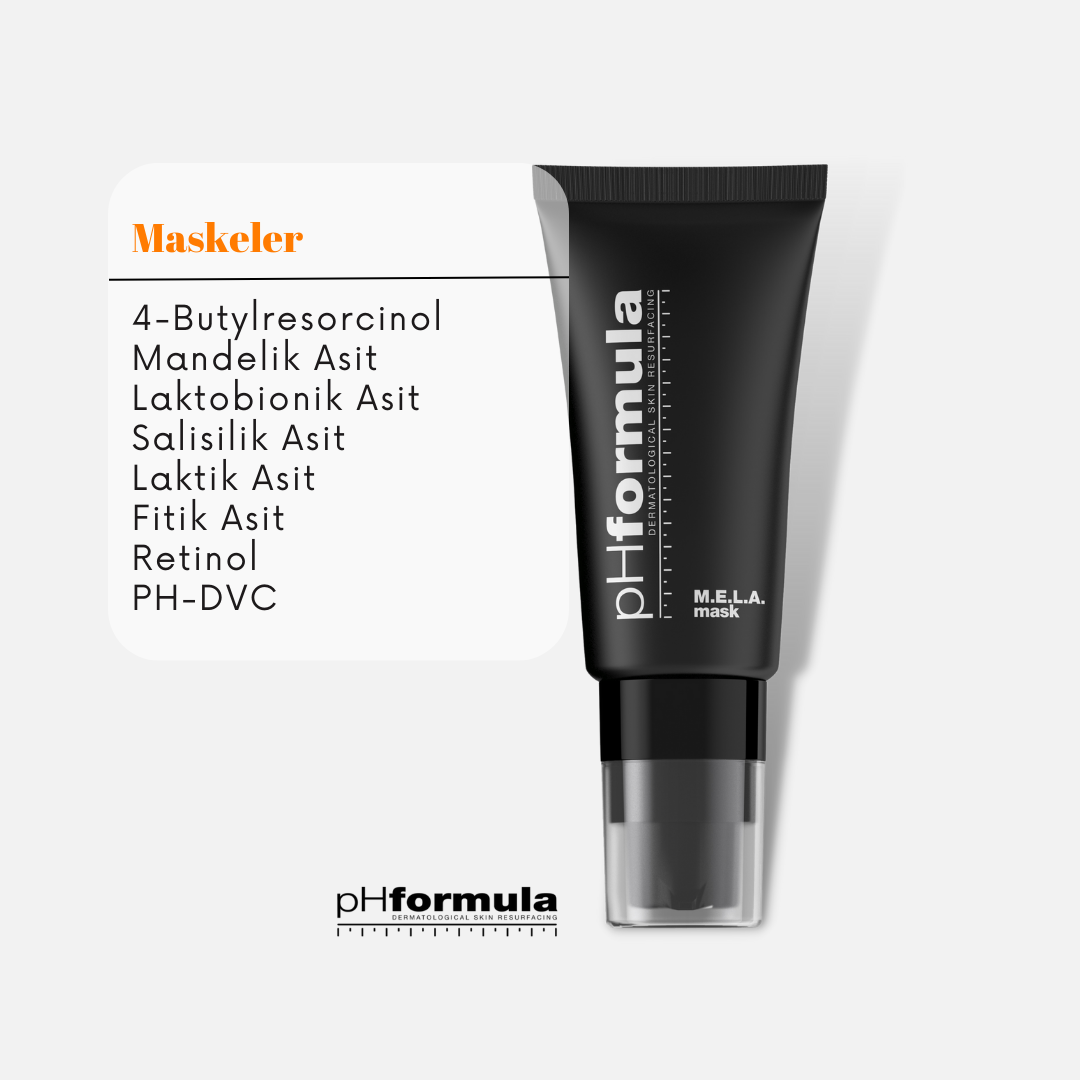 Maskeler
4-Butylresorcinol
Mandelik Asit
Laktobionik Asit
Salisilik Asit
Laktik Asit
Fitik Asit
Retinol
PH-DVC
pHformula
DERMATOLOGICAL SKIN RESURFACING
M.E.L.A.
mask
pHformula
DERMATOLOGICAL SKIN RESURFACING